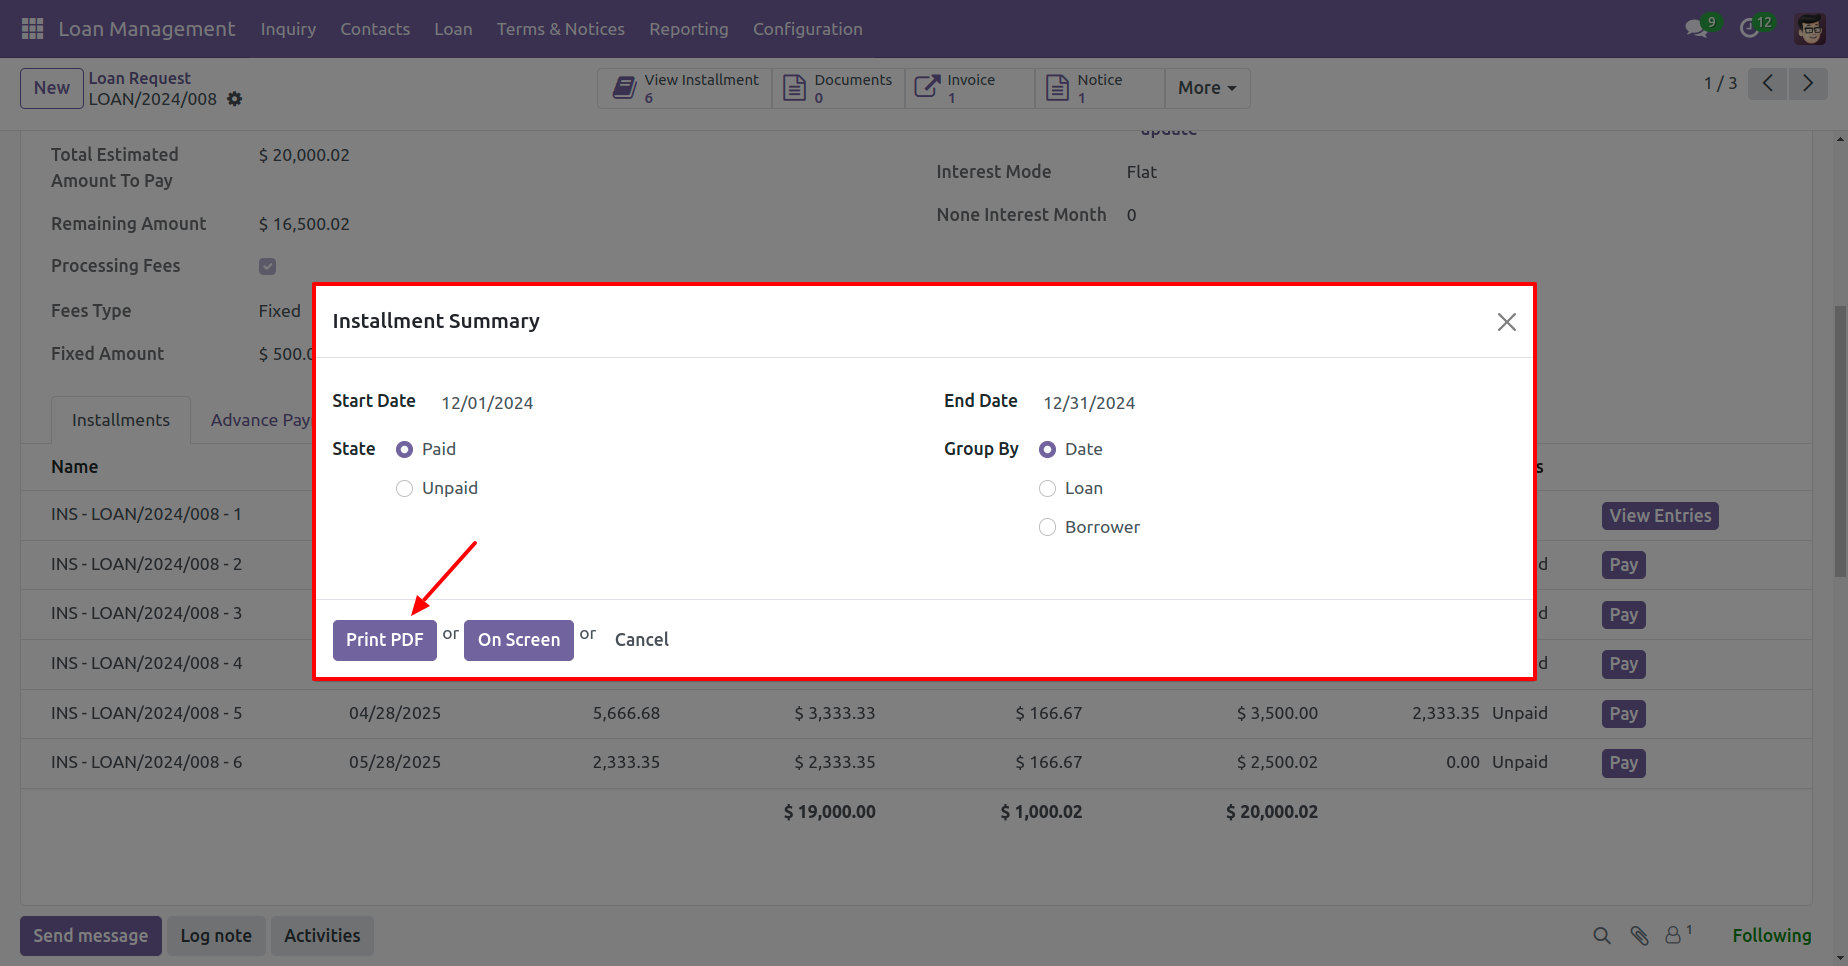 Loan Management Inquiry Contacts Loan Terms & Notices Reporting Configuration 9 12
New Loan Request LOAN/2024/008
View Installment 6 Documents 0 Invoice 1 Notice 1 More 1 / 3
update
Total Estimated Amount To Pay $ 20,000.02
Interest Mode Flat
Remaining Amount $ 16,500.02
None Interest Month 0
Processing Fees
Fees Type Fixed
Fixed Amount $ 500.0
Installment Summary
Start Date 12/01/2024 End Date 12/31/2024
State Paid Group By Date
Unpaid Loan
Borrower
Print PDF or On Screen or Cancel
Installments Advance Pay
Name s
INS - LOAN/2024/008 - 1 View Entries
INS - LOAN/2024/008 - 2 d Pay
INS - LOAN/2024/008 - 3 d Pay
INS - LOAN/2024/008 - 4 d Pay
INS - LOAN/2024/008 - 5 04/28/2025 5,666.68 $ 3,333.33 $ 166.67 $ 3,500.00 2,333.35 Unpaid Pay
INS - LOAN/2024/008 - 6 05/28/2025 2,333.35 $ 2,333.35 $ 166.67 $ 2,500.02 0.00 Unpaid Pay
$ 19,000.00 $ 1,000.02 $ 20,000.02
Send message Log note Activities 1 Following